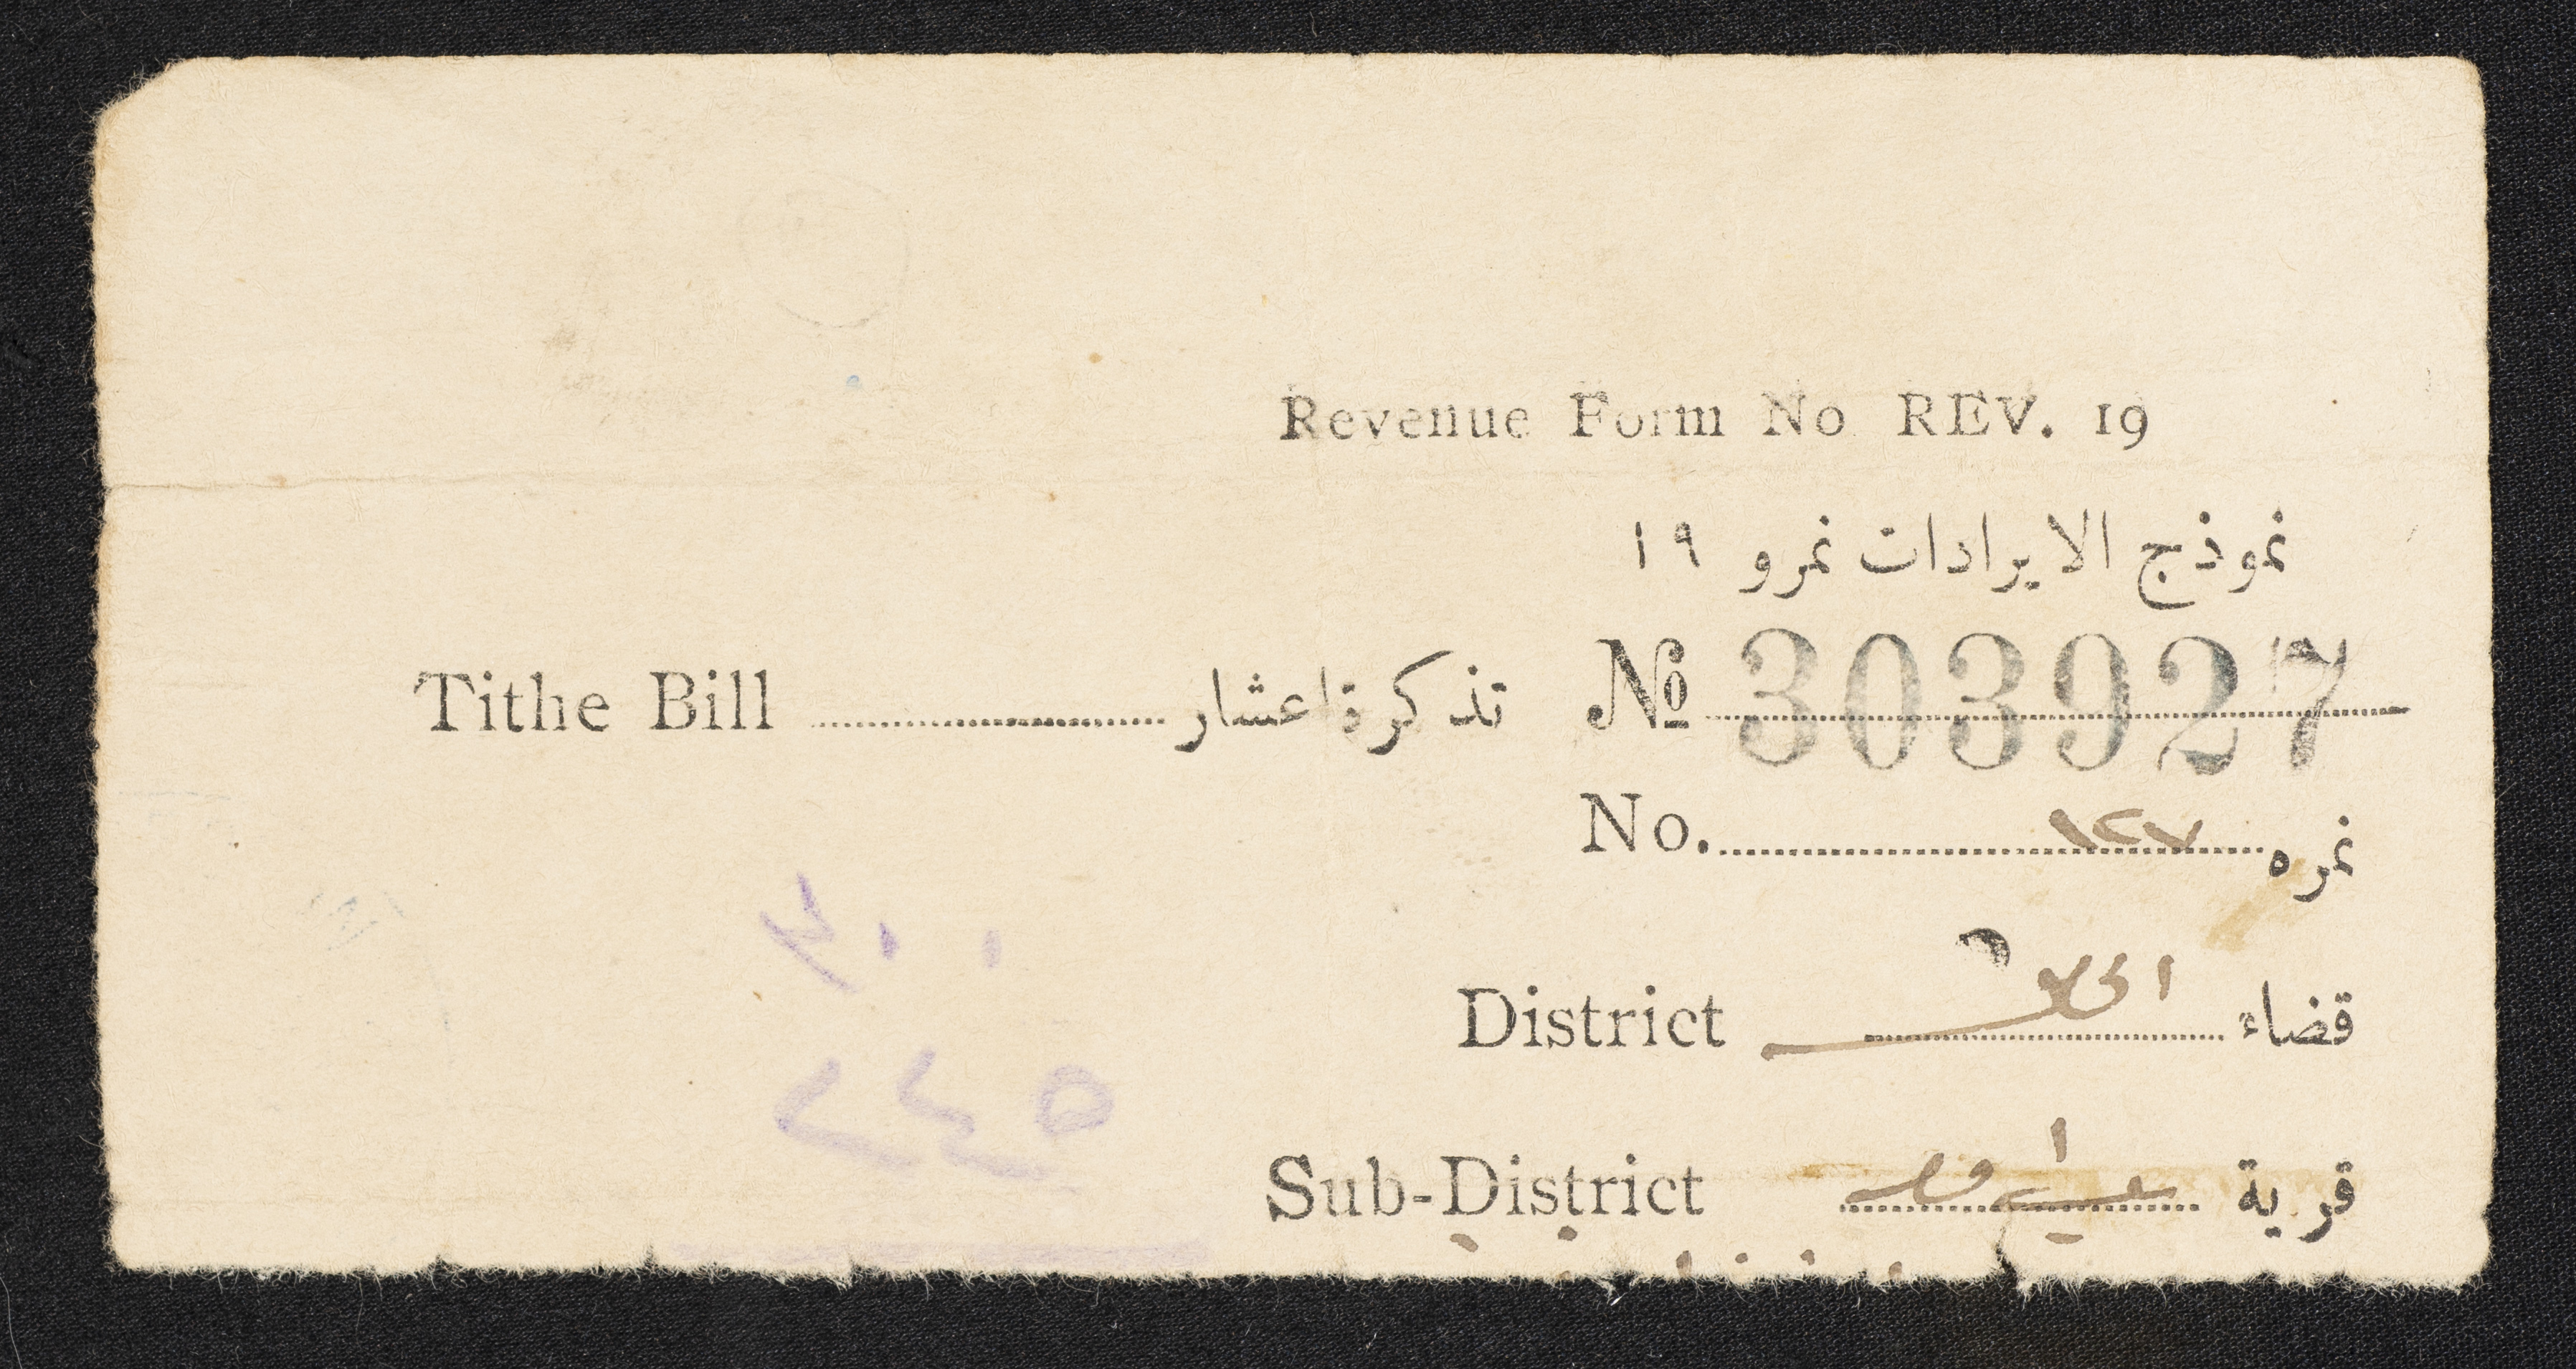 Revenue Form No REV. 19
نموذج الايرادات نمرو ١٩
Tithe Bill تذكرة اعشار № 303927
No. ١٢٧ نمره
District قضاء
Sub-District قرية